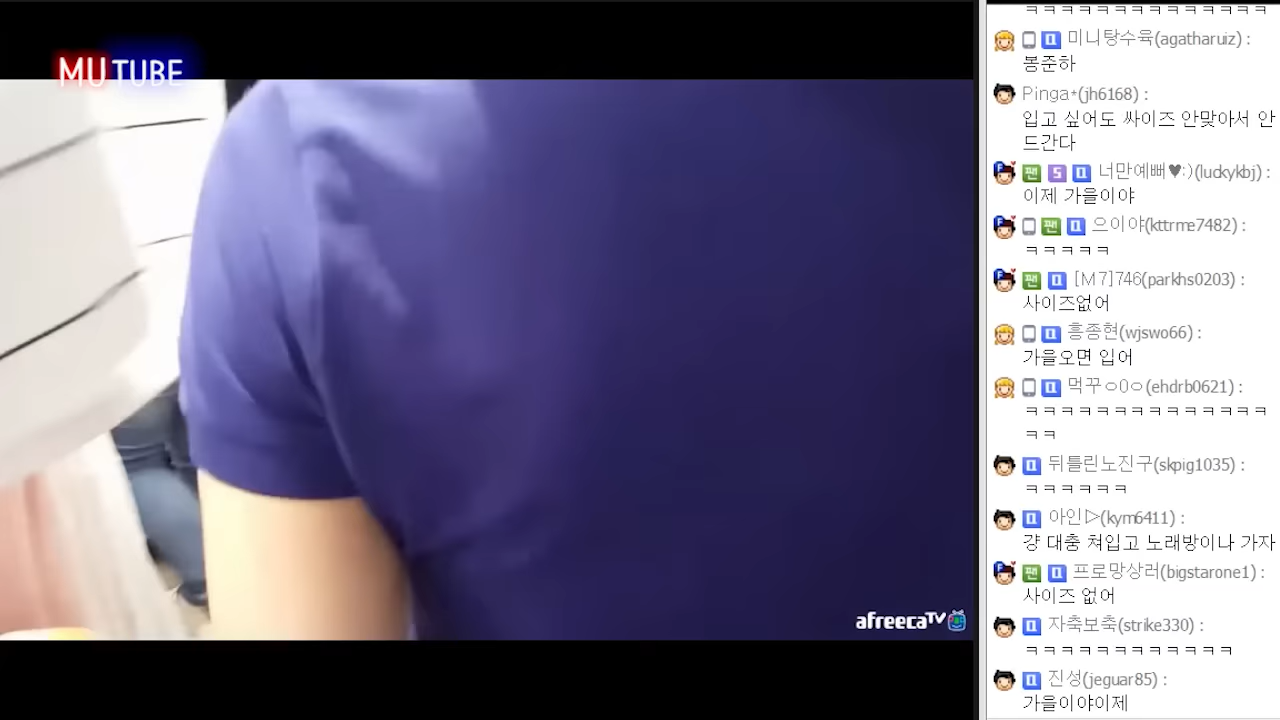 MUTUBE
afreecaTV
ㅋㅋㅋㅋㅋㅋㅋㅋㅋㅋㅋㅋㅋㅋ
미니탕수육(agatharuiz) :
봉준하
Pinga*(jh6168) :
입고 싶어도 싸이즈 안맞아서 안
드간다
너만예뻐♥:)(luckykbj) :
이제 가을이야
으이야(kttrme7482) :
ㅋㅋㅋㅋㅋ
[M7]746(parkhs0203) :
사이즈없어
흥종현(wjswo66) :
가을오면 입어
먹꾸ㅇ0ㅇ(ehdrb0621) :
ㅋㅋㅋㅋㅋㅋㅋㅋㅋㅋㅋㅋㅋㅋ
ㅋㅋ
뒤틀린노진구(skpig1035) :
ㅋㅋㅋㅋㅋㅋ
아인▷(kym6411) :
걍 대충 쳐입고 노래방이나 가자
프로망상러(bigstarone1) :
사이즈 없어
자축보축(strike330) :
ㅋㅋㅋㅋㅋㅋㅋㅋㅋㅋㅋㅋ
진성(jeguar85) :
가을이야이제